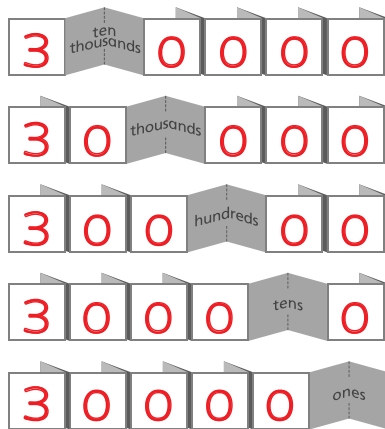 3 ten thousands 0 0 0 0
3 0 thousands 0 0 0
3 0 0 hundreds 0 0
3 0 0 0 tens 0
3 0 0 0 0 ones